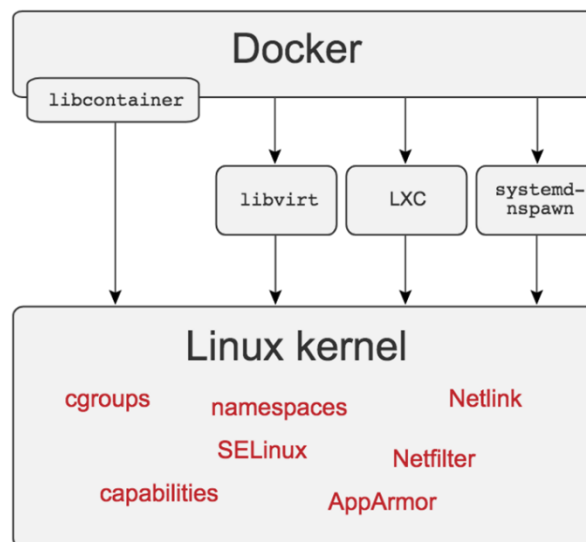 Docker
libcontainer
libvirt
LXC
systemd-
nspawn
Linux kernel
cgroups
namespaces
Netlink
SELinux
Netfilter
capabilities
AppArmor